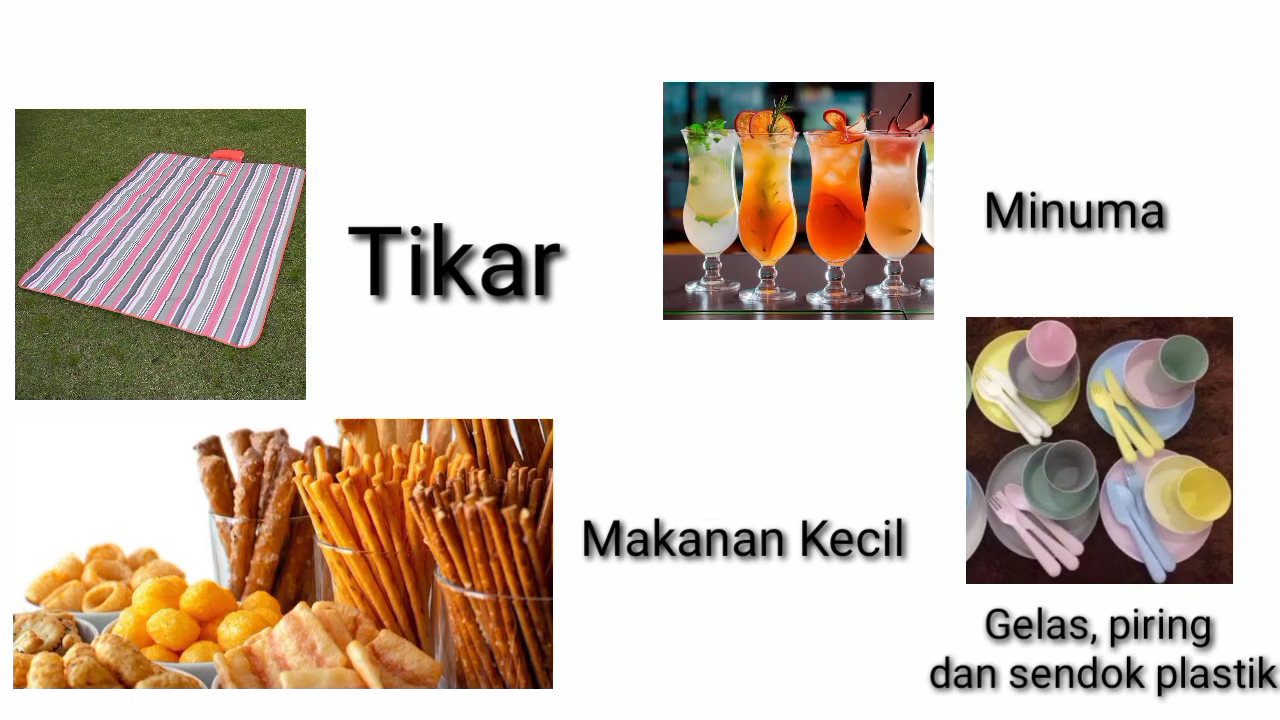 Tikar
Minuma
Makanan Kecil
Gelas, piring
dan sendok plastik